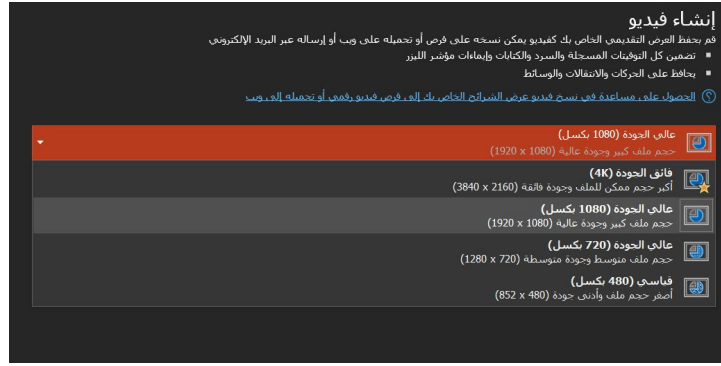 إنشاء فيديو
قم بحفظ العرض التقديمي الخاص بك كفيديو يمكن نسخه على قرص أو تحميله على ويب أو إرساله عبر البريد الإلكتروني
تضمين كل التوقيتات المسجلة والسرد والكتابات وإيماءات مؤشر الليزر
يحافظ على الحركات والانتقالات والوسائط
الحصول على مساعدة في نسخ فيديو عرض الشرائح الخاص بك إلى قرص فيديو رقمي أو تحميله إلى ويب
عالي الجودة (1080 بكسل)
حجم ملف كبير وجودة عالية (1920 x 1080)
فائق الجودة (4K)
أكبر حجم ممكن للملف وجودة فائقة (3840 x 2160)
عالي الجودة (1080 بكسل)
حجم ملف كبير وجودة عالية (1920 x 1080)
عالي الجودة (720 بكسل)
حجم ملف متوسط وجودة متوسطة (1280 x 720)
قياسي (480 بكسل)
أصغر حجم ملف وأدنى جودة (852 x 480)